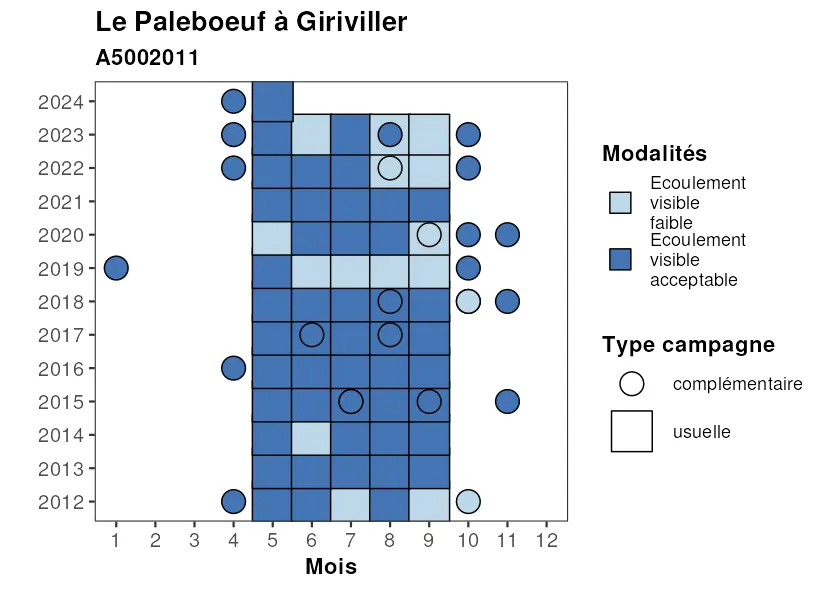 Le Paleboeuf à Giriviller
A5002011
2024
2023
2022
2021
2020
2019
2018
2017
2016
2015
2014
2013
2012
1 2 3 4 5 6 7 8 9 10 11 12
Mois
Modalités
Ecoulement
visible
faible
Ecoulement
visible
acceptable
Type campagne
complémentaire
usuelle